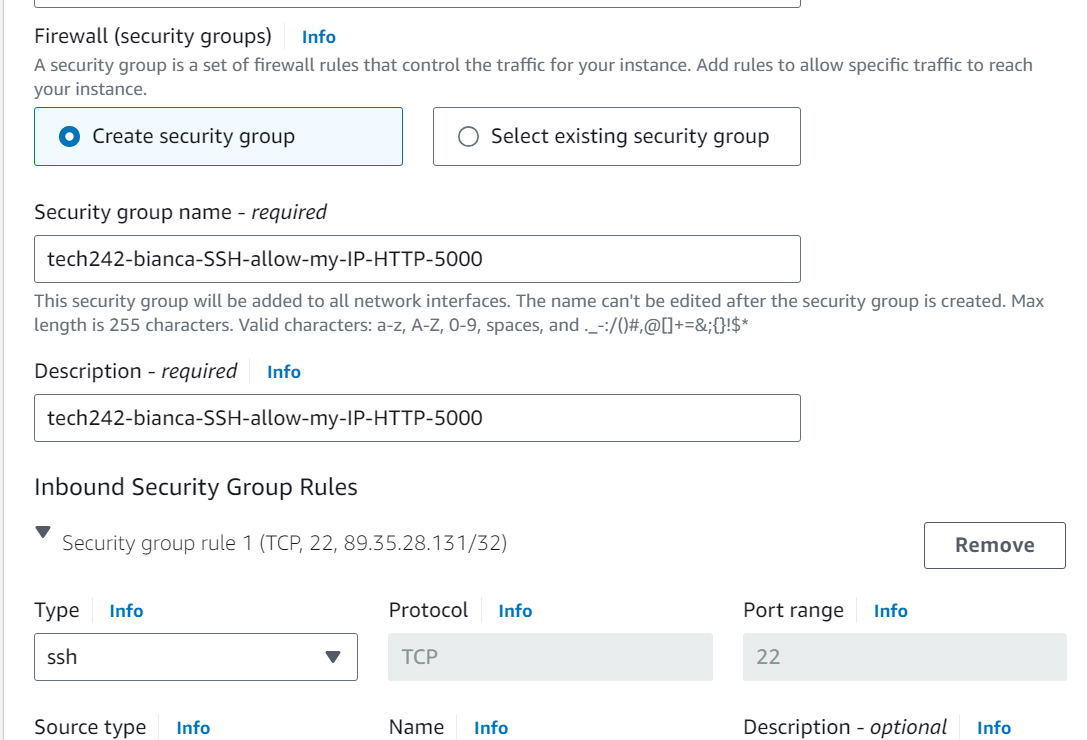 Firewall (security groups) Info
A security group is a set of firewall rules that control the traffic for your instance. Add rules to allow specific traffic to reach
your instance.
Create security group Select existing security group
Security group name - required
tech242-bianca-SSH-allow-my-IP-HTTP-5000
This security group will be added to all network interfaces. The name can't be edited after the security group is created. Max
length is 255 characters. Valid characters: a-z, A-Z, 0-9, spaces, and ._-:/()#,@[]+=&;{}!$*
Description - required Info
tech242-bianca-SSH-allow-my-IP-HTTP-5000
Inbound Security Group Rules
Security group rule 1 (TCP, 22, 89.35.28.131/32) Remove
Type Info Protocol Info Port range Info
ssh TCP 22
Source type Info Name Info Description - optional Info